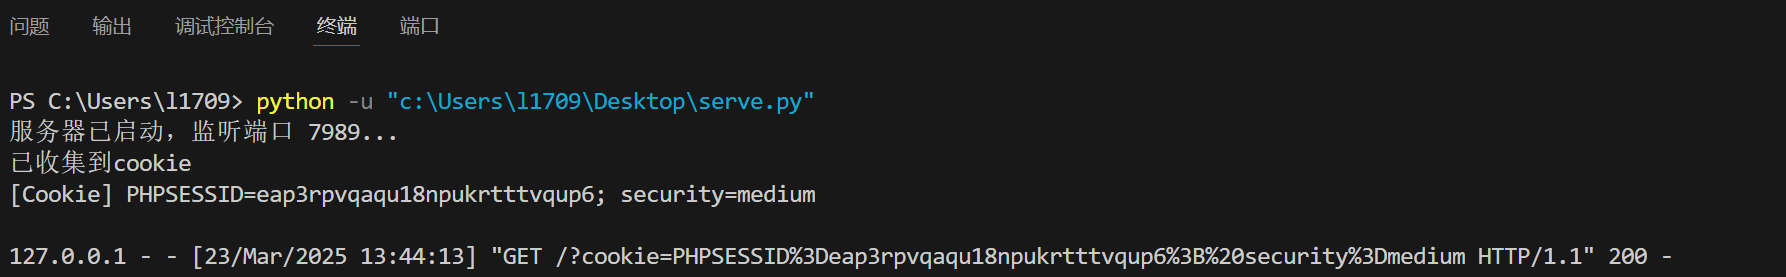 问题 输出 调试控制台 终端 端口
PS C:\Users\l1709> python -u "c:\Users\l1709\Desktop\serve.py"
服务器已启动，监听端口 7989...
已收集到cookie
[Cookie] PHPSESSID=eap3rpvqaqu18npukrtttvqup6; security=medium
127.0.0.1 - - [23/Mar/2025 13:44:13] "GET /?cookie=PHPSESSID%3Deap3rpvqaqu18npukrtttvqup6%3B%20security%3Dmedium HTTP/1.1" 200 -